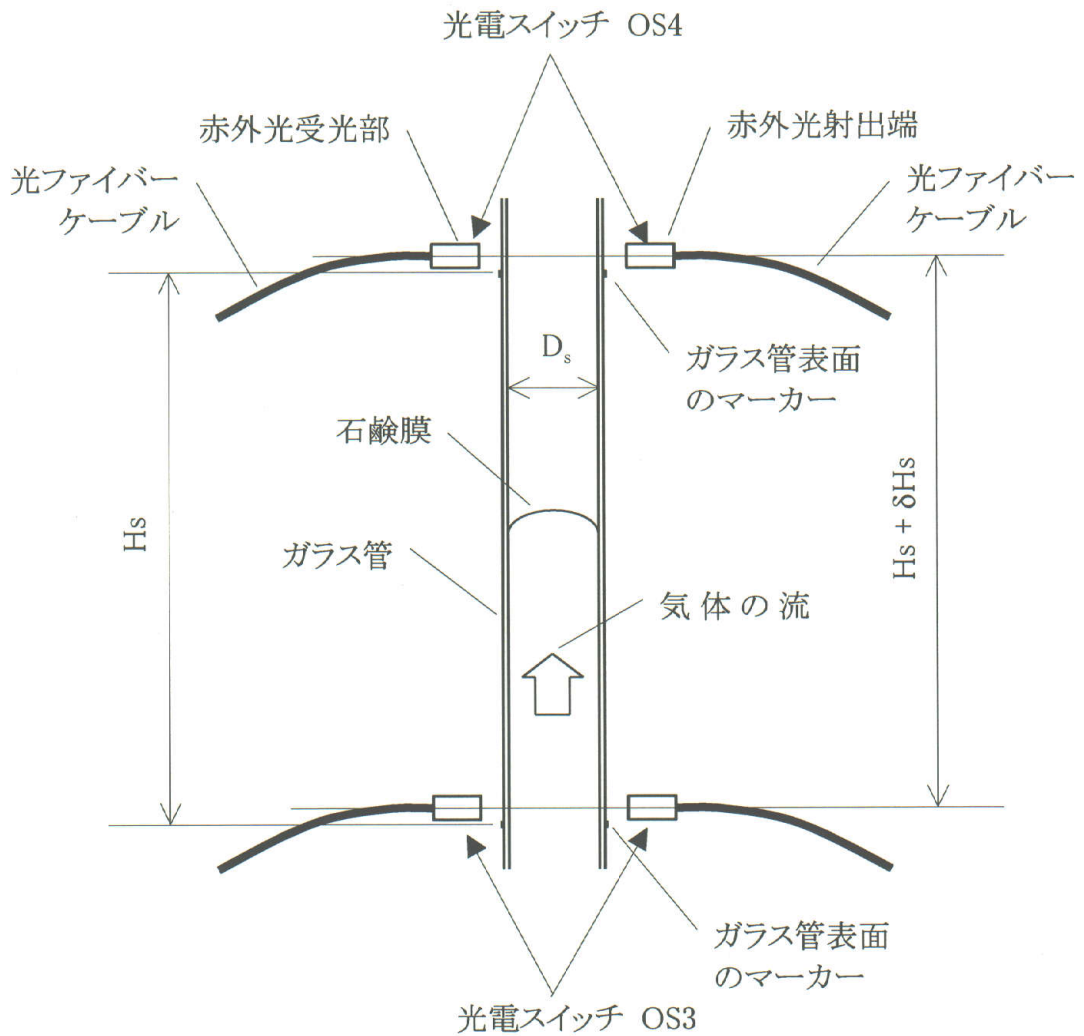 光電スイッチ OS4
赤外光受光部
赤外光射出端
光ファイバー
ケーブル
光ファイバー
ケーブル
ガラス管表面
のマーカー
Ds
石鹸膜
Hs
Hs + δHs
ガラス管
気体の流
ガラス管表面
のマーカー
光電スイッチ OS3